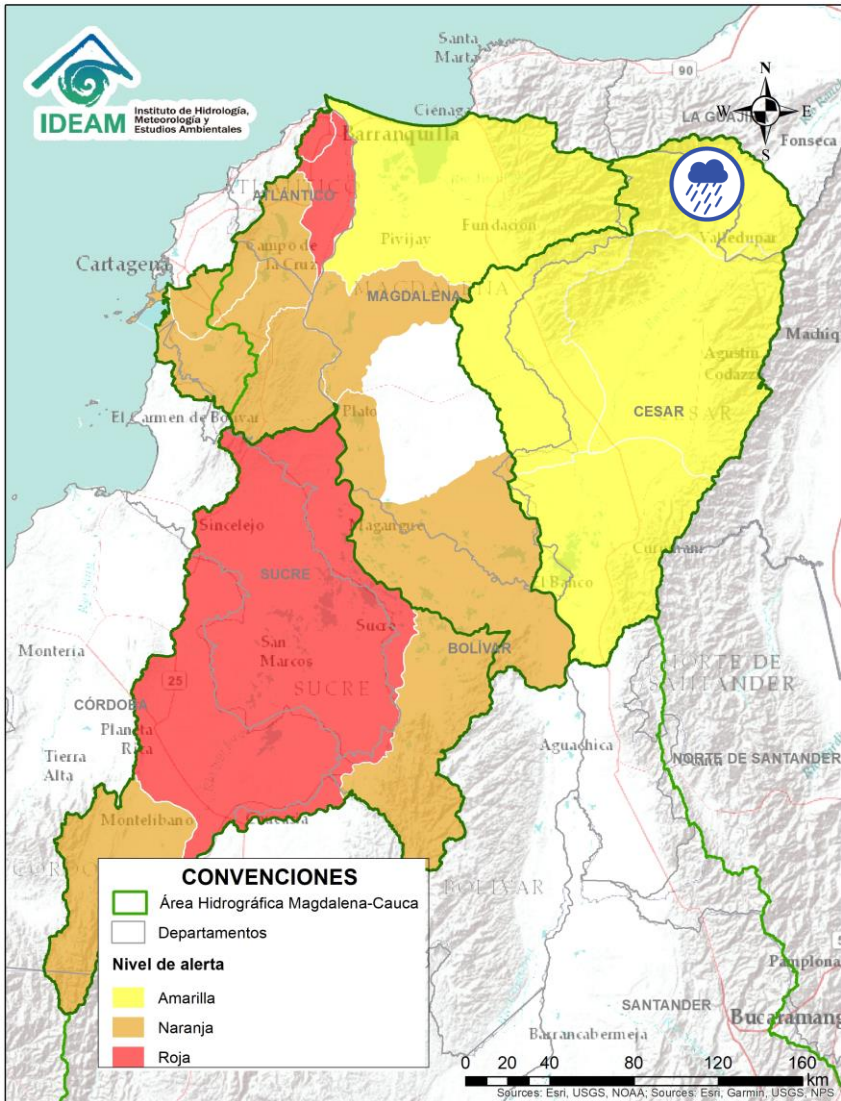 IDEAM
Instituto de Hidrología,
Meteorología y
Estudios Ambientales
Santa
Marta
90
N
W
E
S
LA GUAJI
Fonseca
Ciénaga
Barranquilla
ATLÁNTICO
Pivijay
Fundación
Valledupar
Cartagena
Campo de
la Cruz
MAGDALENA
Machiq
Agustín
Codazzi
CESAR
El Carmen de Bolívar
Plato
Sincelejo
Magangué
SUCRE
El Banco
Sucre
BOLÍVAR
Montería
San
Marcos
SUCRE
25
NORTE DE
SANTANDER
CÓRDOBA
Planeta
Rica
Tierra
Alta
Aguachica
NORTE DE SANTANDER
Montelíbano
Caucasia
BOLÍVAR
CONVENCIONES
Área Hidrográfica Magdalena-Cauca
Departamentos
Nivel de alerta
Amarilla
Naranja
Roja
Pamplona
SANTANDER
Bucaramang
Barrancabermeja
0 20 40 80 120 160
km
Sources: Esri, USGS, NOAA; Sources: Esri, Garmin, USGS, NPS